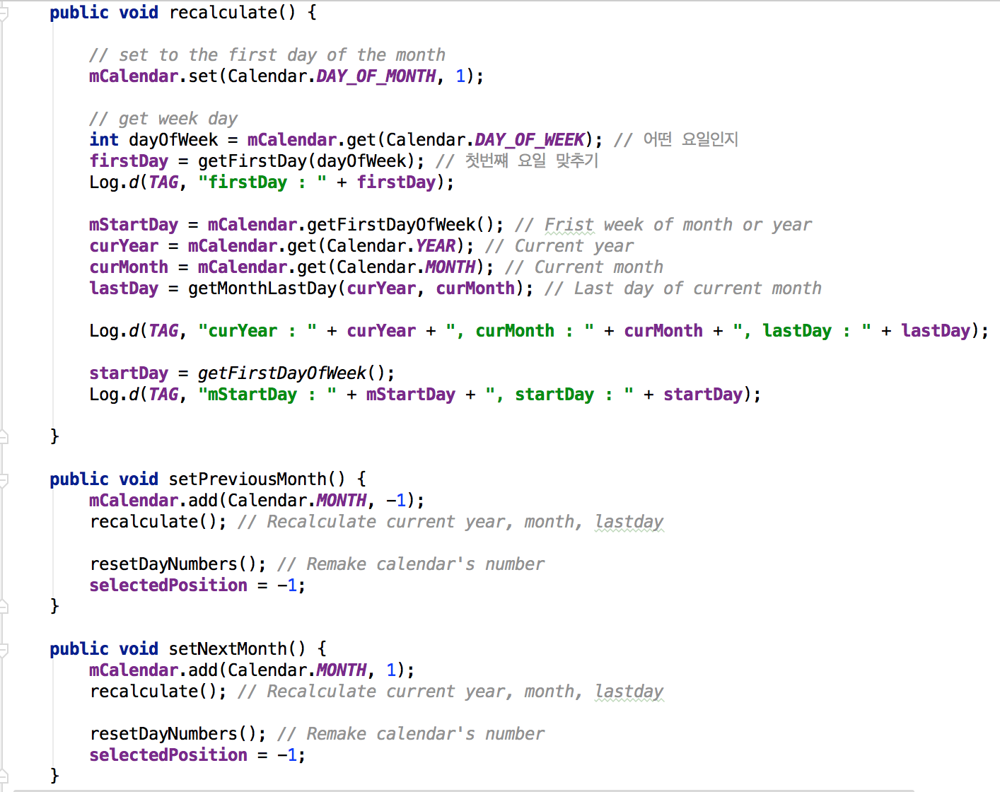 public void recalculate() {
// set to the first day of the month
mCalendar.set(Calendar.DAY_OF_MONTH, 1);
// get week day
int dayOfWeek = mCalendar.get(Calendar.DAY_OF_WEEK); // 어떤 요일인지
firstDay = getFirstDay(dayOfWeek); // 첫번쨰 요일 맞추기
Log.d(TAG, "firstDay : " + firstDay);
mStartDay = mCalendar.getFirstDayOfWeek(); // Frist week of month or year
curYear = mCalendar.get(Calendar.YEAR); // Current year
curMonth = mCalendar.get(Calendar.MONTH); // Current month
lastDay = getMonthLastDay(curYear, curMonth); // Last day of current month
Log.d(TAG, "curYear : " + curYear + ", curMonth : " + curMonth + ", lastDay : " + lastDay);
startDay = getFirstDayOfWeek();
Log.d(TAG, "mStartDay : " + mStartDay + ", startDay : " + startDay);
}
public void setPreviousMonth() {
mCalendar.add(Calendar.MONTH, -1);
recalculate(); // Recalculate current year, month, lastday
resetDayNumbers(); // Remake calendar's number
selectedPosition = -1;
}
public void setNextMonth() {
mCalendar.add(Calendar.MONTH, 1);
recalculate(); // Recalculate current year, month, lastday
resetDayNumbers(); // Remake calendar's number
selectedPosition = -1;
}